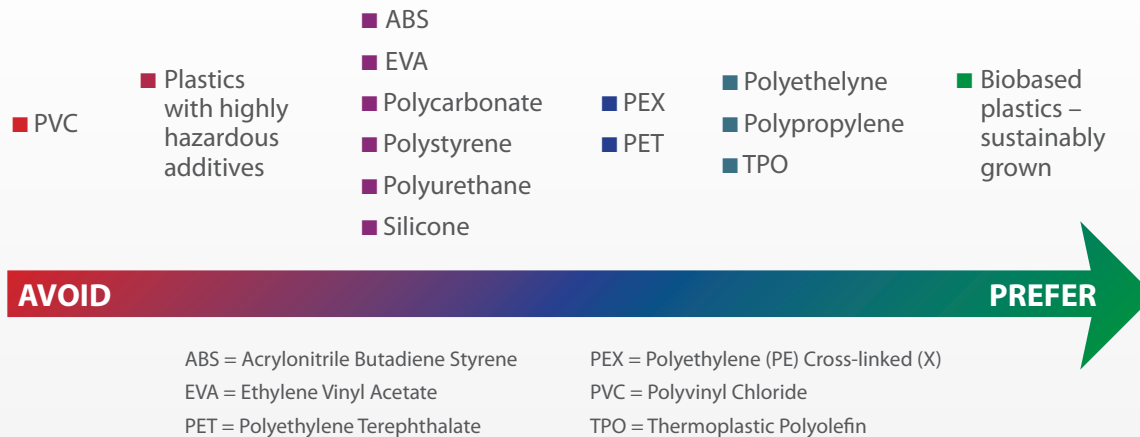 PVC
Plastics
with highly
hazardous
additives
ABS
EVA
Polycarbonate
Polystyrene
Polyurethane
Silicone
PEX
PET
Polyethelyne
Polypropylene
TPO
Biobased
plastics –
sustainably
grown
AVOID
PREFER
ABS = Acrylonitrile Butadiene Styrene
EVA = Ethylene Vinyl Acetate
PET = Polyethylene Terephthalate
PEX = Polyethylene (PE) Cross-linked (X)
PVC = Polyvinyl Chloride
TPO = Thermoplastic Polyolefin